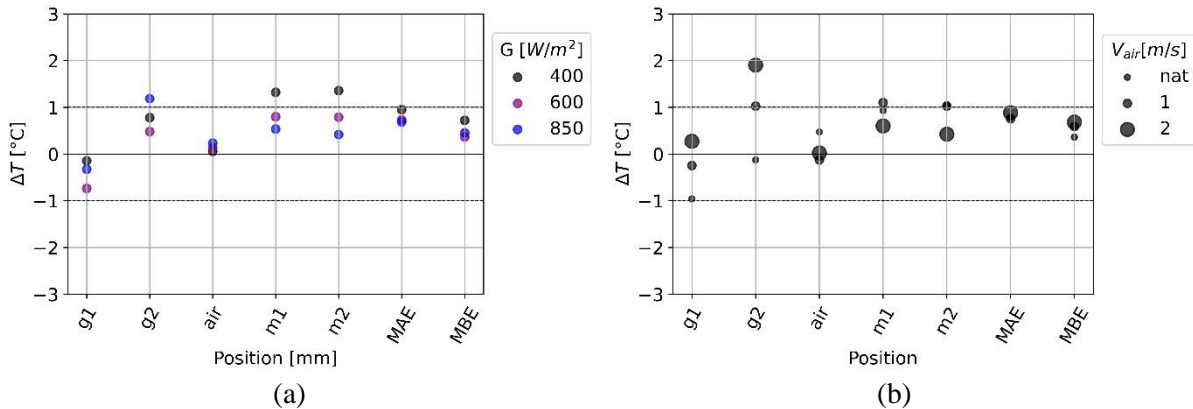 3
2
1
0
−1
−2
−3
ΔT [°C]
g1
g2
air
m1
m2
MAE
MBE
Position [mm]
G [W/m²]
400
600
850
(a)
3
2
1
0
−1
−2
−3
ΔT [°C]
g1
g2
air
m1
m2
MAE
MBE
Position
V_air[m/s]
nat
1
2
(b)